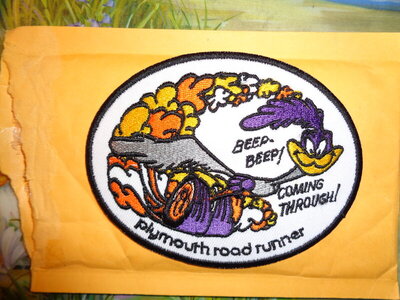 BEEP-
BEEP!
COMING
THROUGH!
plymouth road runner